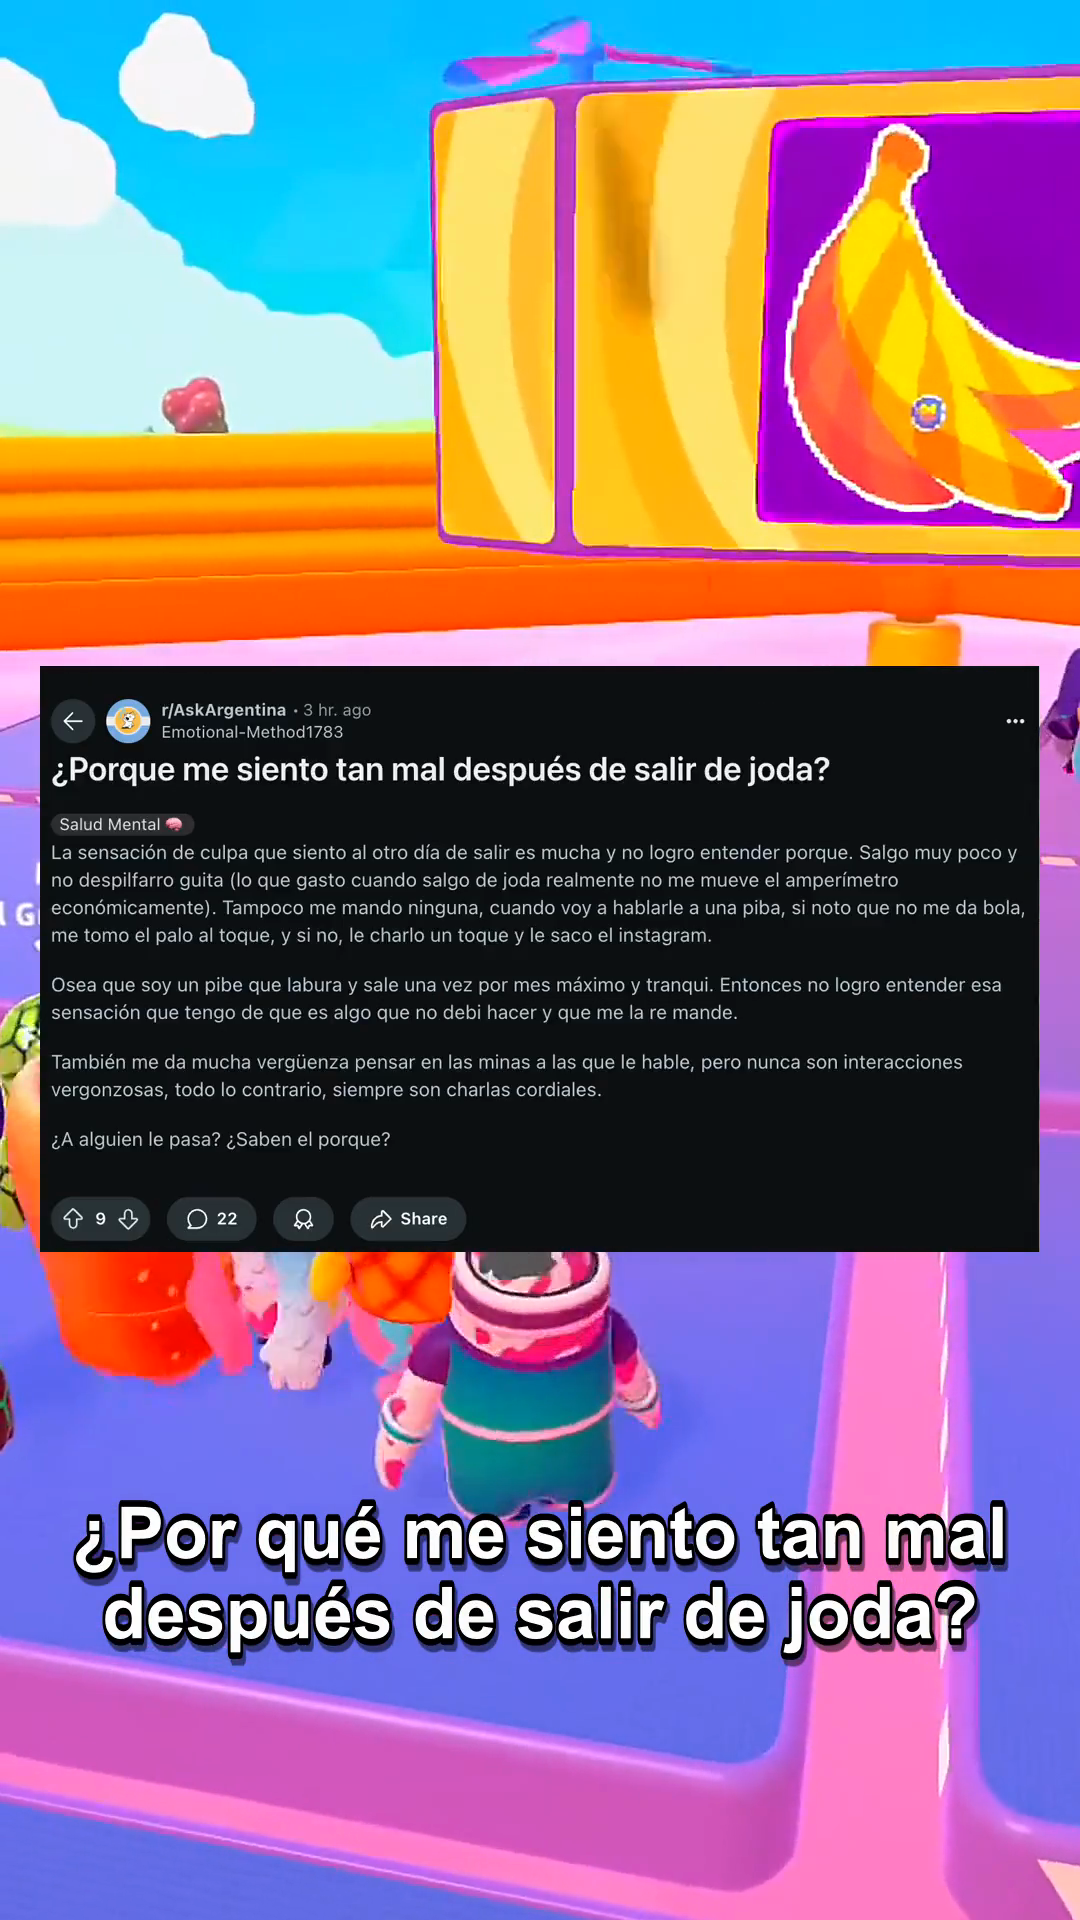 r/AskArgentina • 3 hr. ago
Emotional-Method1783
¿Porque me siento tan mal después de salir de joda?
Salud Mental
La sensación de culpa que siento al otro día de salir es mucha y no logro entender porque. Salgo muy poco y
no despilfarro guita (lo que gasto cuando salgo de joda realmente no me mueve el amperímetro
económicamente). Tampoco me mando ninguna, cuando voy a hablarle a una piba, si noto que no me da bola,
me tomo el palo al toque, y si no, le charlo un toque y le saco el instagram.
Osea que soy un pibe que labura y sale una vez por mes máximo y tranqui. Entonces no logro entender esa
sensación que tengo de que es algo que no debi hacer y que me la re mande.
También me da mucha vergüenza pensar en las minas a las que le hable, pero nunca son interacciones
vergonzosas, todo lo contrario, siempre son charlas cordiales.
¿A alguien le pasa? ¿Saben el porque?
9 22 Share
¿Por qué me siento tan mal
después de salir de joda?